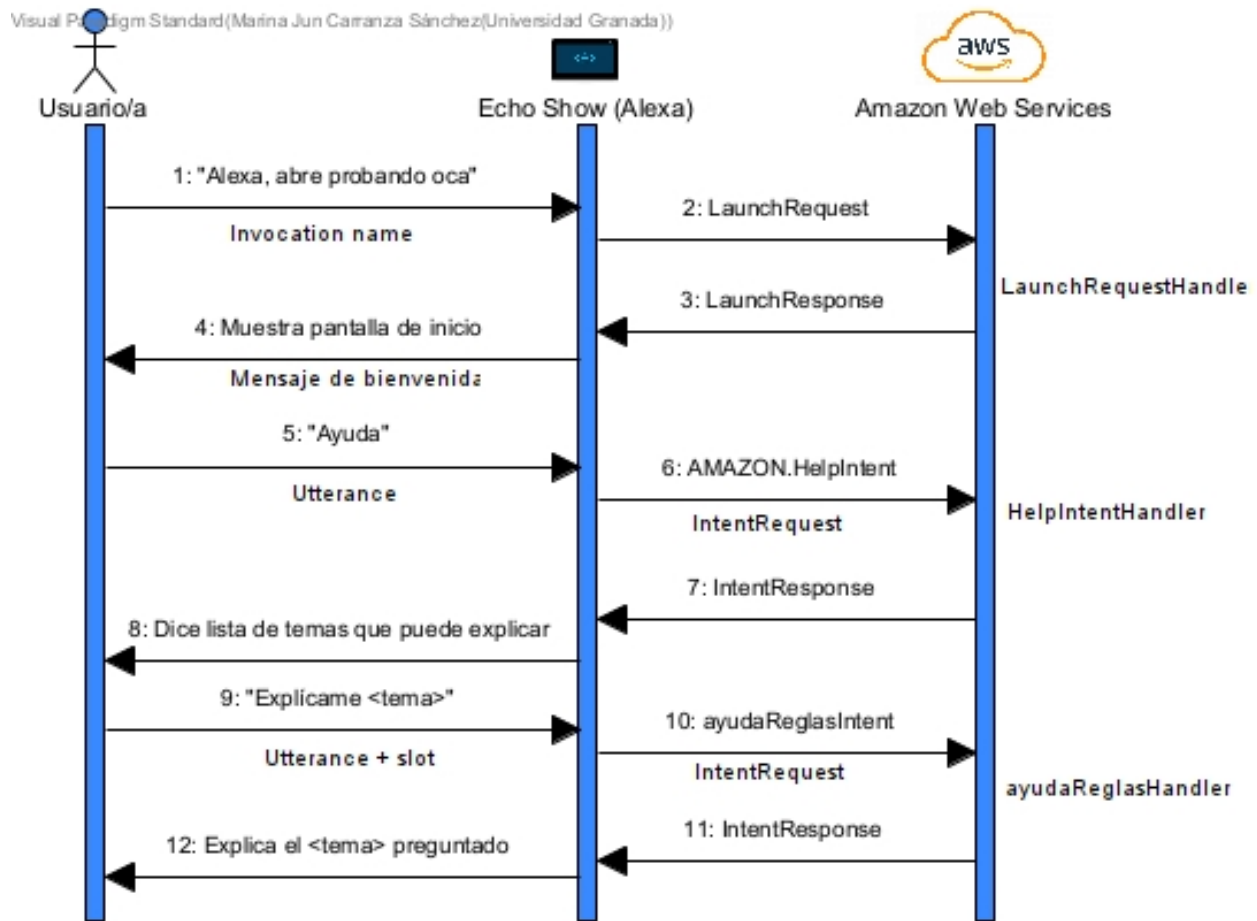 Visual Paradigm Standard(Marina Jun Carranza Sánchez(Universidad Granada))
aws
Usuario/a
Echo Show (Alexa)
Amazon Web Services
1: "Alexa, abre probando oca"
Invocation name
2: LaunchRequest
LaunchRequestHandle
3: LaunchResponse
4: Muestra pantalla de inicio
Mensaje de bienvenida
5: "Ayuda"
Utterance
6: AMAZON.HelpIntent
IntentRequest
HelpIntentHandler
7: IntentResponse
8: Dice lista de temas que puede explicar
9: "Explícame <tema>"
Utterance + slot
10: ayudaReglasIntent
IntentRequest
ayudaReglasHandler
11: IntentResponse
12: Explica el <tema> preguntado